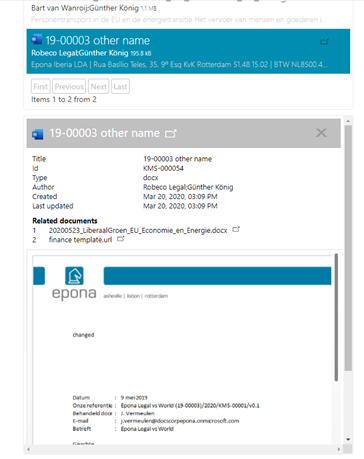 Bart van Wanroij;Günther König 1.1 MB
Personentransport in de EU en de energietransitie Het vervoer van mensen en goederen i...
19-00003 other name
Robeco Legal;Günther König 195.8 kB
Epona Iberia LDA | Rua Basílio Teles, 35, 9º Esq KvK Rotterdam 51.48.15.02 | BTW NL8500.4...
First Previous Next Last
Items 1 to 2 from 2
19-00003 other name
Title 19-00003 other name
Id KMS-000054
Type docx
Author Robeco Legal;Günther König
Created Mar 20, 2020, 03:09 PM
Last updated Mar 20, 2020, 03:09 PM
Related documents
1 20200523_LiberaalGroen_EU_Economie_en_Energie.docx
2 finance template.url
epona asheville | lisbon | rotterdam
changed
Datum : 9 mei 2019
Onze referentie : Epona Legal vs World (19-00003)/2020/KMS-00001/v0.1
Behandeld door : J. Vermeulen
E-mail : j.vermeulen@docscorpepona.onmicrosoft.com
Betreft : Epona Legal vs World